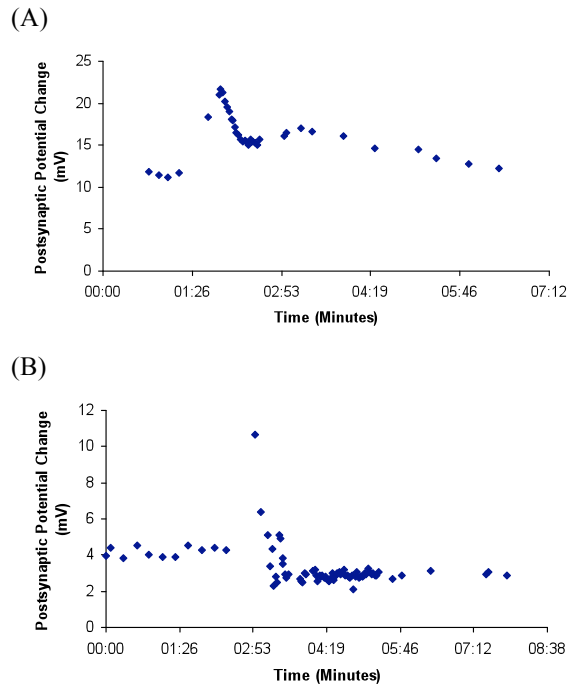 (A)
Postsynaptic Potential Change
(mV)
25
20
15
10
5
0
00:00 01:26 02:53 04:19 05:46 07:12
Time (Minutes)
(B)
Postsynaptic Potential Change
(mV)
12
10
8
6
4
2
0
00:00 01:26 02:53 04:19 05:46 07:12 08:38
Time (Minutes)